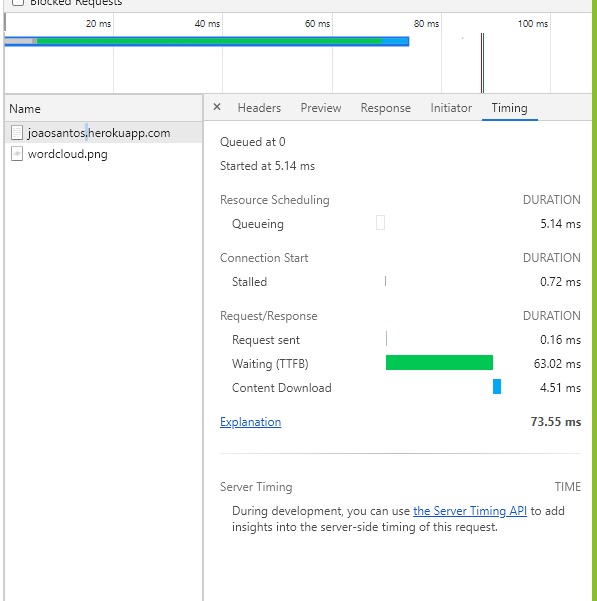 Blocked Requests
20 ms 40 ms 60 ms 80 ms 100 ms
Name
× Headers Preview Response Initiator Timing
joaosantos.herokuapp.com
wordcloud.png
Queued at 0
Started at 5.14 ms
Resource Scheduling DURATION
Queueing 5.14 ms
Connection Start DURATION
Stalled 0.72 ms
Request/Response DURATION
Request sent 0.16 ms
Waiting (TTFB) 63.02 ms
Content Download 4.51 ms
Explanation 73.55 ms
Server Timing TIME
During development, you can use the Server Timing API to add
insights into the server-side timing of this request.